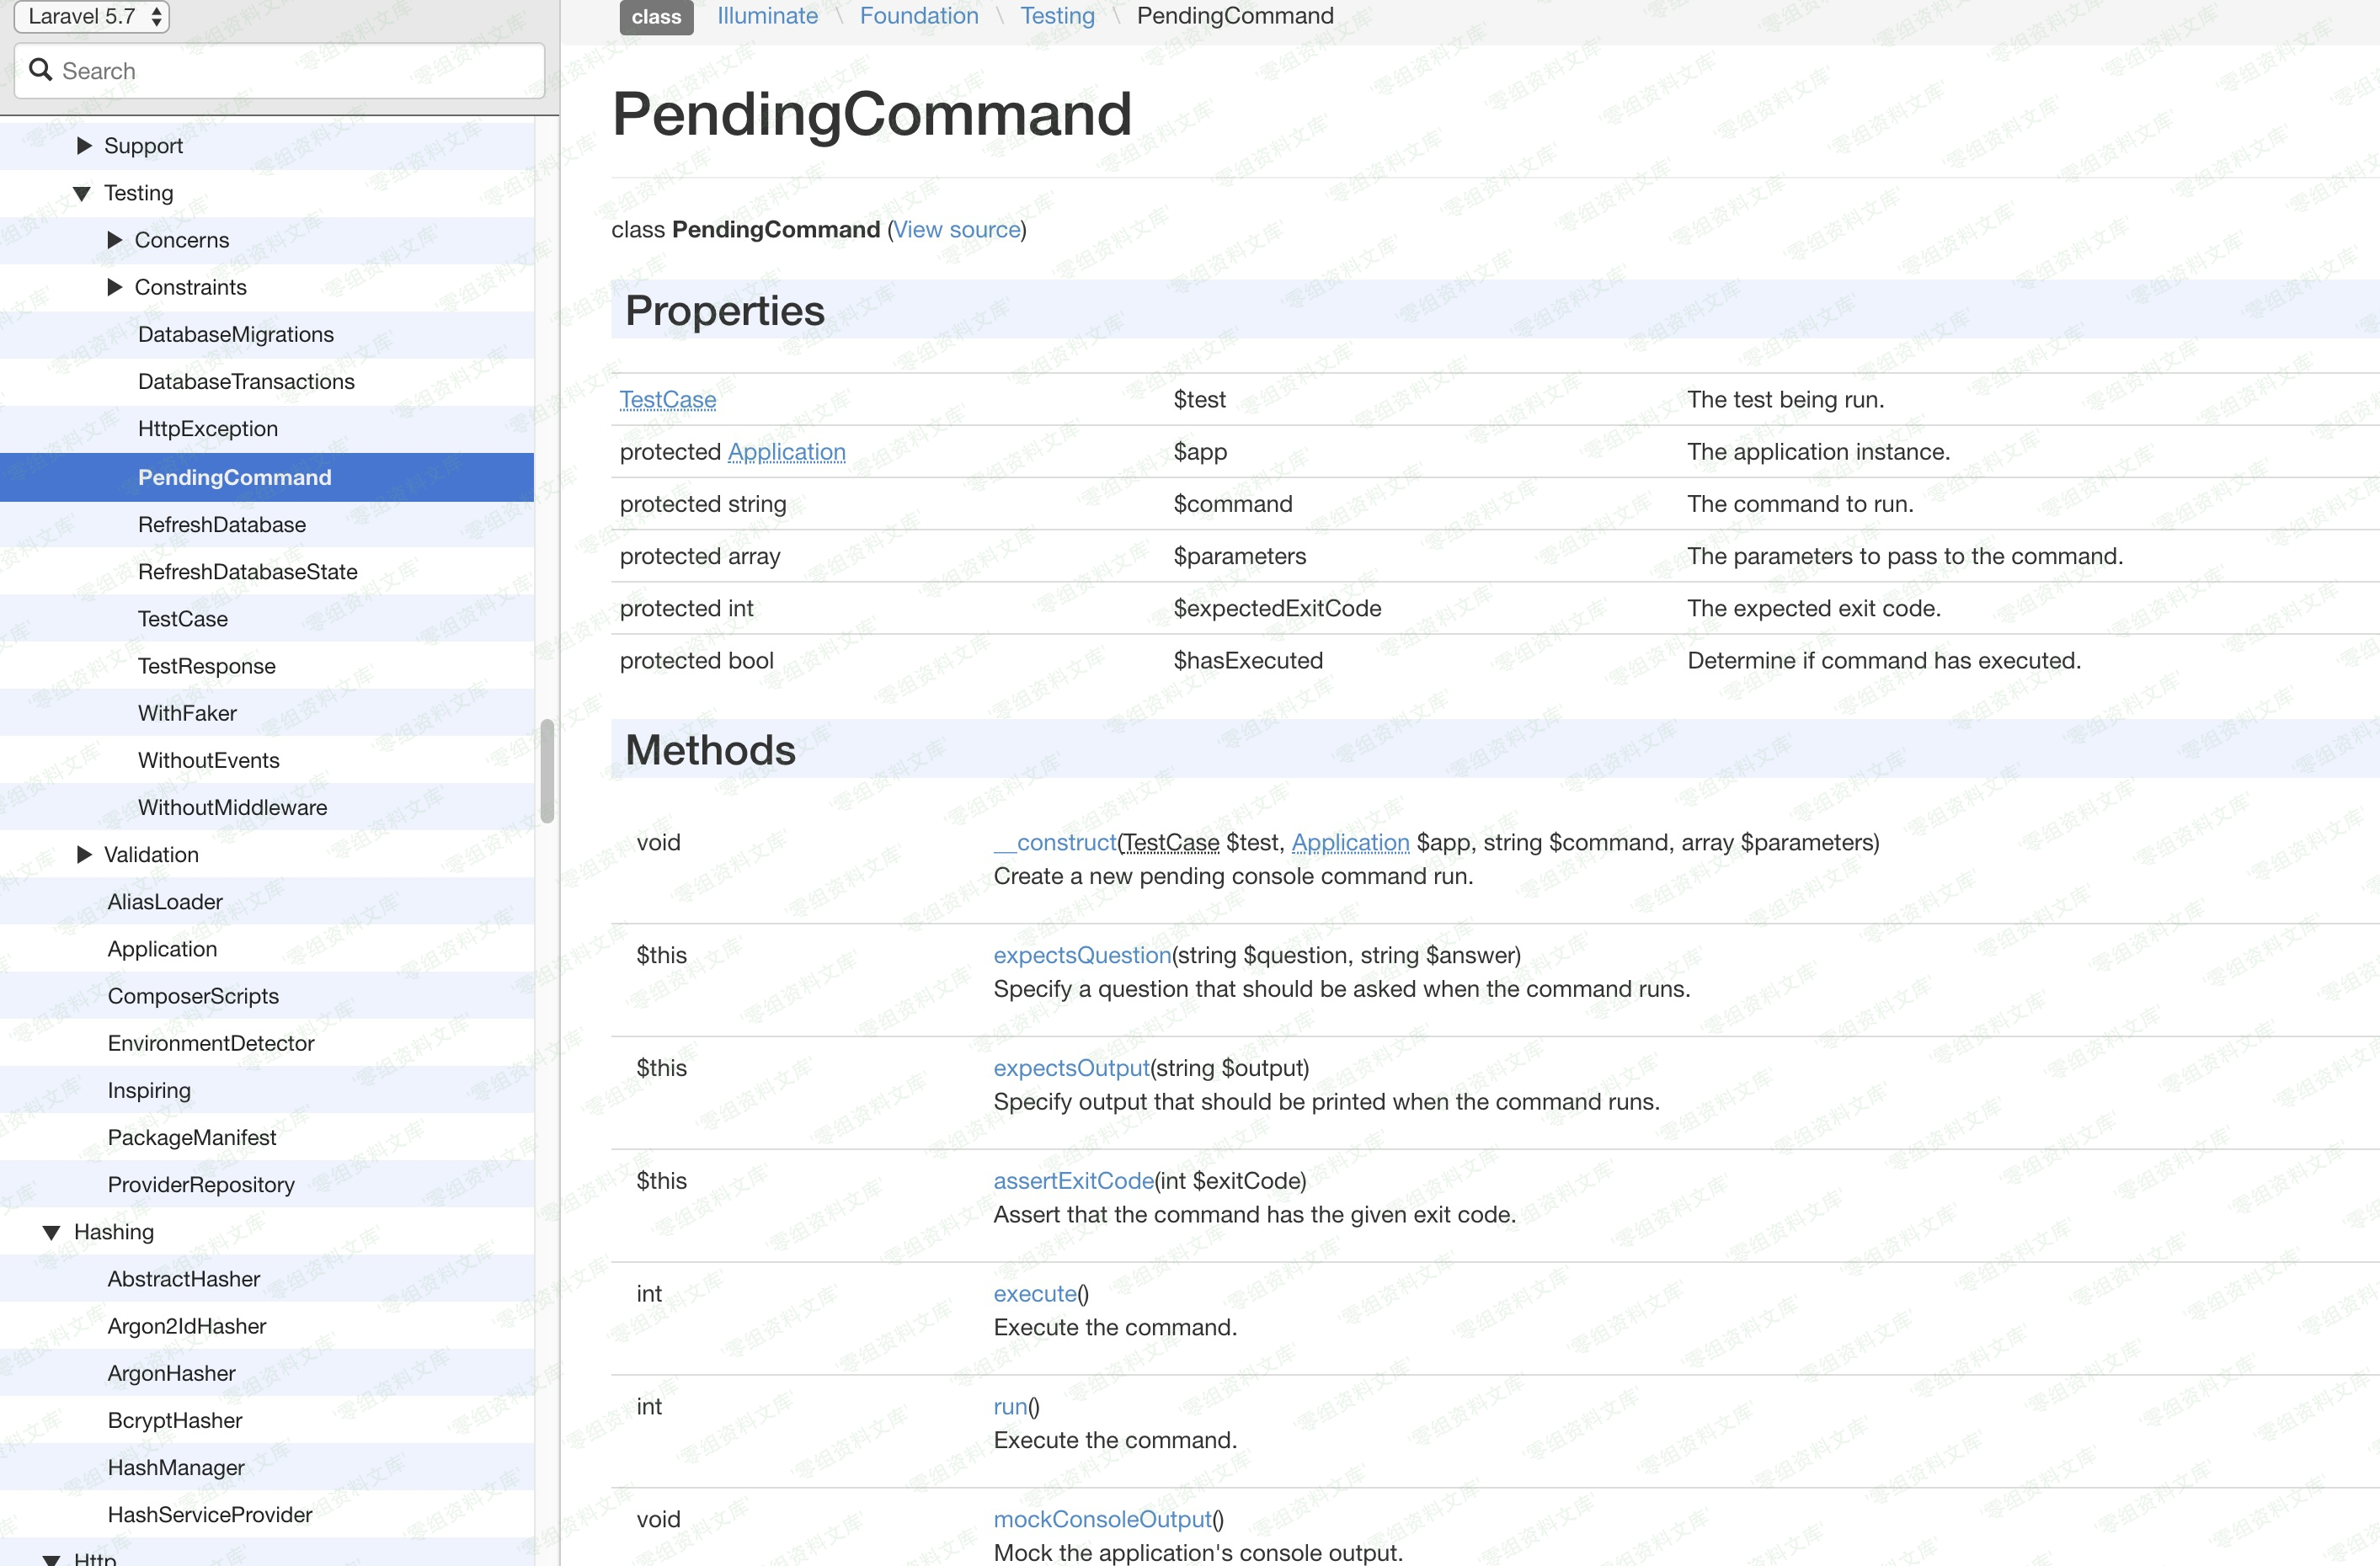 Laravel 5.7
Search
Support
Testing
Concerns
Constraints
DatabaseMigrations
DatabaseTransactions
HttpException
PendingCommand
RefreshDatabase
RefreshDatabaseState
TestCase
TestResponse
WithFaker
WithoutEvents
WithoutMiddleware
Validation
AliasLoader
Application
ComposerScripts
EnvironmentDetector
Inspiring
PackageManifest
ProviderRepository
Hashing
AbstractHasher
Argon2IdHasher
ArgonHasher
BcryptHasher
HashManager
HashServiceProvider
Http
class Illuminate \ Foundation \ Testing \ PendingCommand
PendingCommand
class PendingCommand (View source)
Properties
TestCase $test The test being run.
protected Application $app The application instance.
protected string $command The command to run.
protected array $parameters The parameters to pass to the command.
protected int $expectedExitCode The expected exit code.
protected bool $hasExecuted Determine if command has executed.
Methods
void __construct(TestCase $test, Application $app, string $command, array $parameters)
Create a new pending console command run.
$this expectsQuestion(string $question, string $answer)
Specify a question that should be asked when the command runs.
$this expectsOutput(string $output)
Specify output that should be printed when the command runs.
$this assertExitCode(int $exitCode)
Assert that the command has the given exit code.
int execute()
Execute the command.
int run()
Execute the command.
void mockConsoleOutput()
Mock the application's console output.
零组资料文库